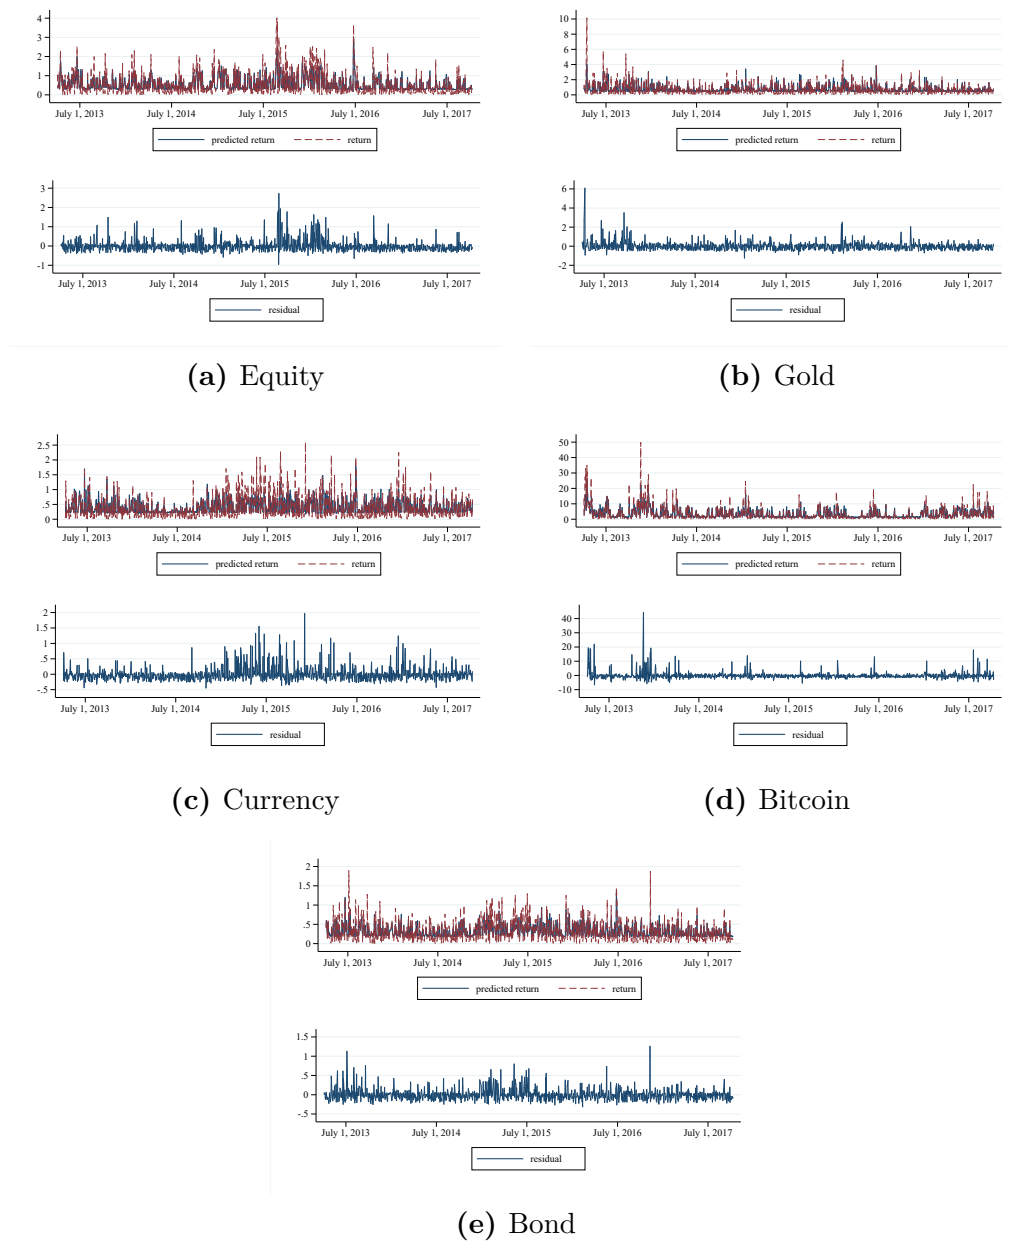 4
3
2
1
0
July 1, 2013 July 1, 2014 July 1, 2015 July 1, 2016 July 1, 2017
predicted return return
3
2
1
0
-1
July 1, 2013 July 1, 2014 July 1, 2015 July 1, 2016 July 1, 2017
residual
(a) Equity
10
8
6
4
2
0
July 1, 2013 July 1, 2014 July 1, 2015 July 1, 2016 July 1, 2017
predicted return return
6
4
2
0
-2
July 1, 2013 July 1, 2014 July 1, 2015 July 1, 2016 July 1, 2017
residual
(b) Gold
2.5
2
1.5
1
.5
0
July 1, 2013 July 1, 2014 July 1, 2015 July 1, 2016 July 1, 2017
predicted return return
2
1.5
1
.5
0
-.5
July 1, 2013 July 1, 2014 July 1, 2015 July 1, 2016 July 1, 2017
residual
(c) Currency
50
40
30
20
10
0
July 1, 2013 July 1, 2014 July 1, 2015 July 1, 2016 July 1, 2017
predicted return return
40
30
20
10
0
-10
July 1, 2013 July 1, 2014 July 1, 2015 July 1, 2016 July 1, 2017
residual
(d) Bitcoin
2
1.5
1
.5
0
July 1, 2013 July 1, 2014 July 1, 2015 July 1, 2016 July 1, 2017
predicted return return
1.5
1
.5
0
-.5
July 1, 2013 July 1, 2014 July 1, 2015 July 1, 2016 July 1, 2017
residual
(e) Bond